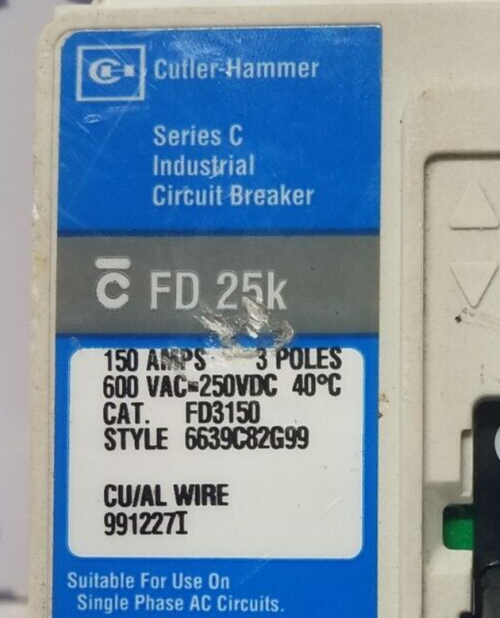 Cutler-Hammer
Series C
Industrial
Circuit Breaker
C FD 25k
150 AMPS 3 POLES
600 VAC-250VDC 40°C
CAT. FD3150
STYLE 6639C82G99
CU/AL WIRE
991227I
Suitable For Use On
Single Phase AC Circuits.